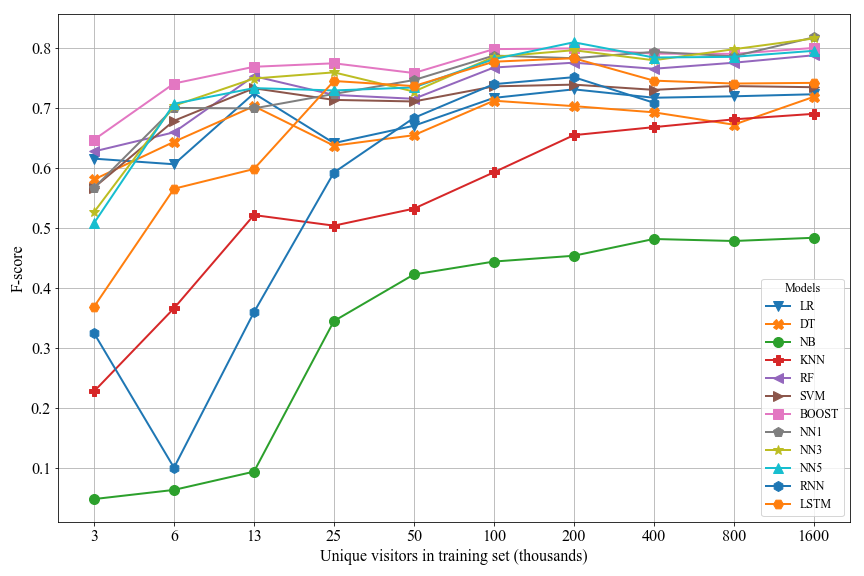 0.8
0.7
0.6
0.5
0.4
0.3
0.2
0.1
F-score
3 6 13 25 50 100 200 400 800 1600
Unique visitors in training set (thousands)
Models
LR
DT
NB
KNN
RF
SVM
BOOST
NN1
NN3
NN5
RNN
LSTM